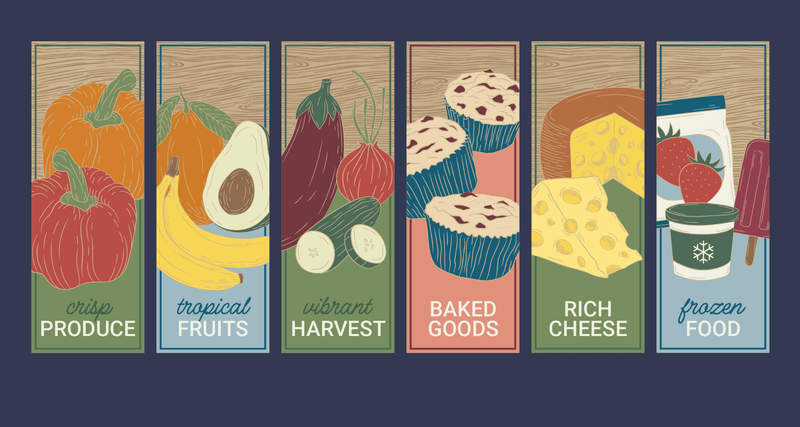 crisp
PRODUCE
tropical
FRUITS
vibrant
HARVEST
BAKED
GOODS
RICH
CHEESE
frozen
FOOD